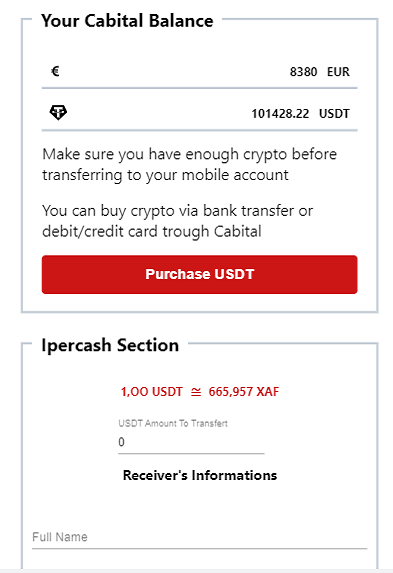 Your Cabital Balance
€ 8380 EUR
101428.22 USDT
Make sure you have enough crypto before
transferring to your mobile account
You can buy crypto via bank transfer or
debit/credit card trough Cabital
Purchase USDT
Ipercash Section
1,OO USDT ≅ 665,957 XAF
USDT Amount To Transfert
0
Receiver's Informations
Full Name